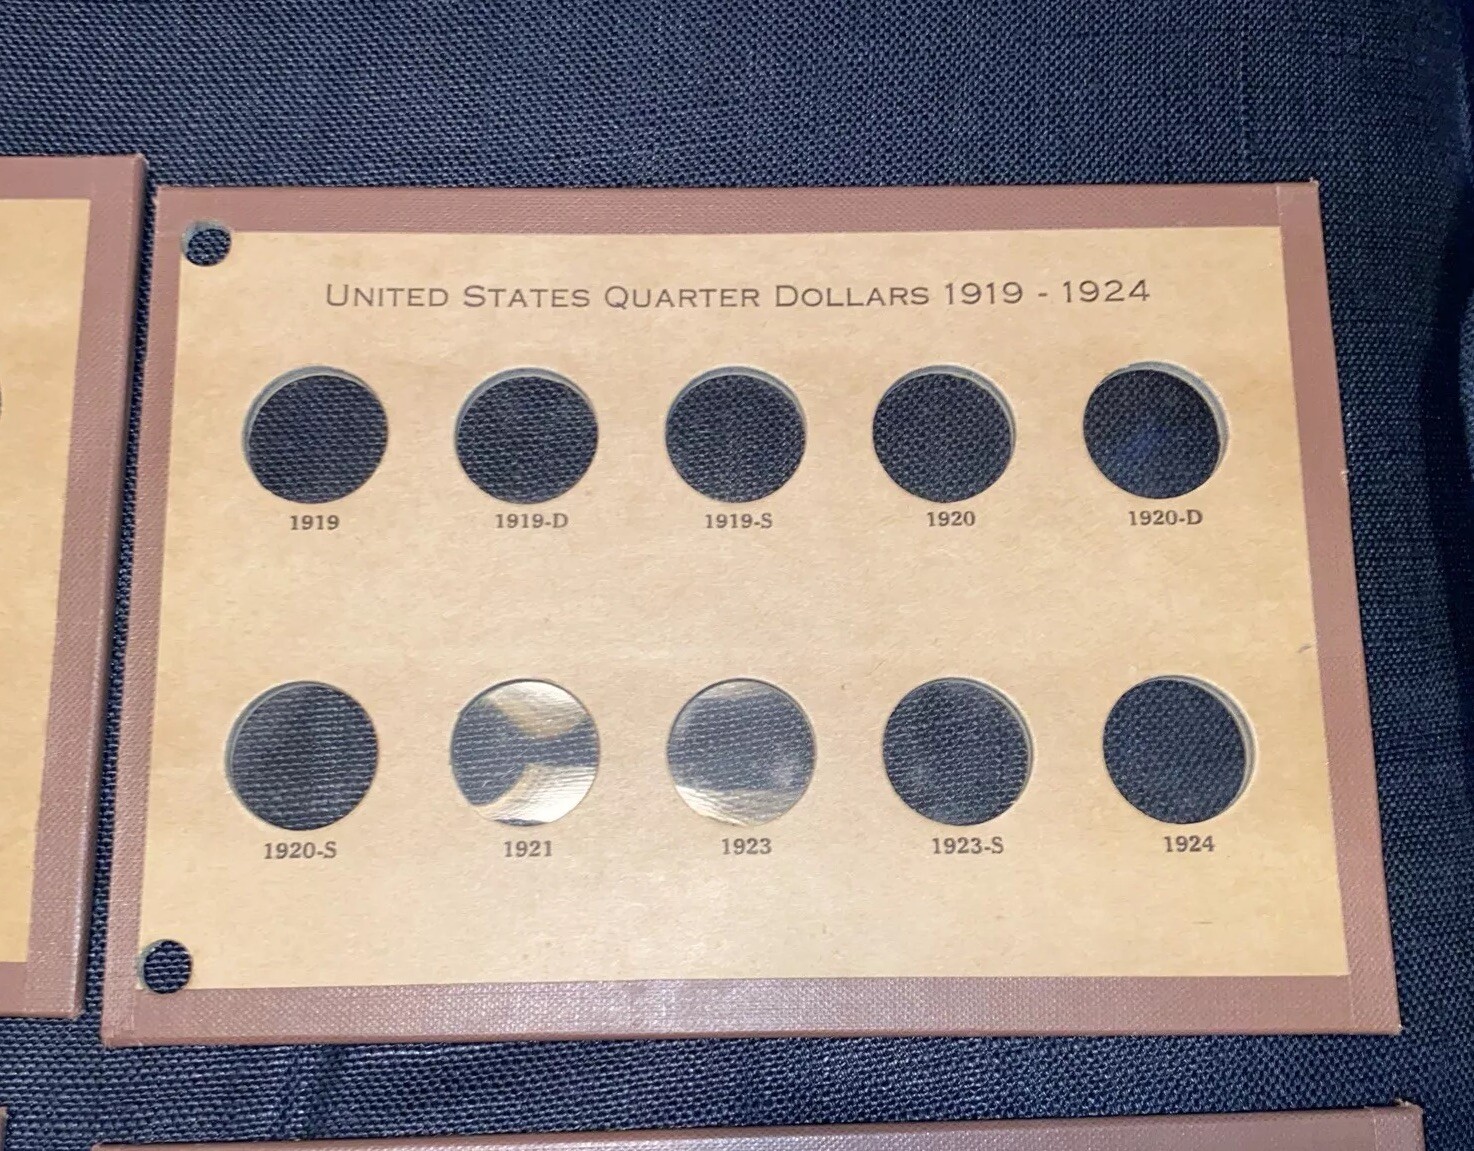 UNITED STATES QUARTER DOLLARS 1919 - 1924
1919 1919-D 1919-S 1920 1920-D
1920-S 1921 1923 1923-S 1924